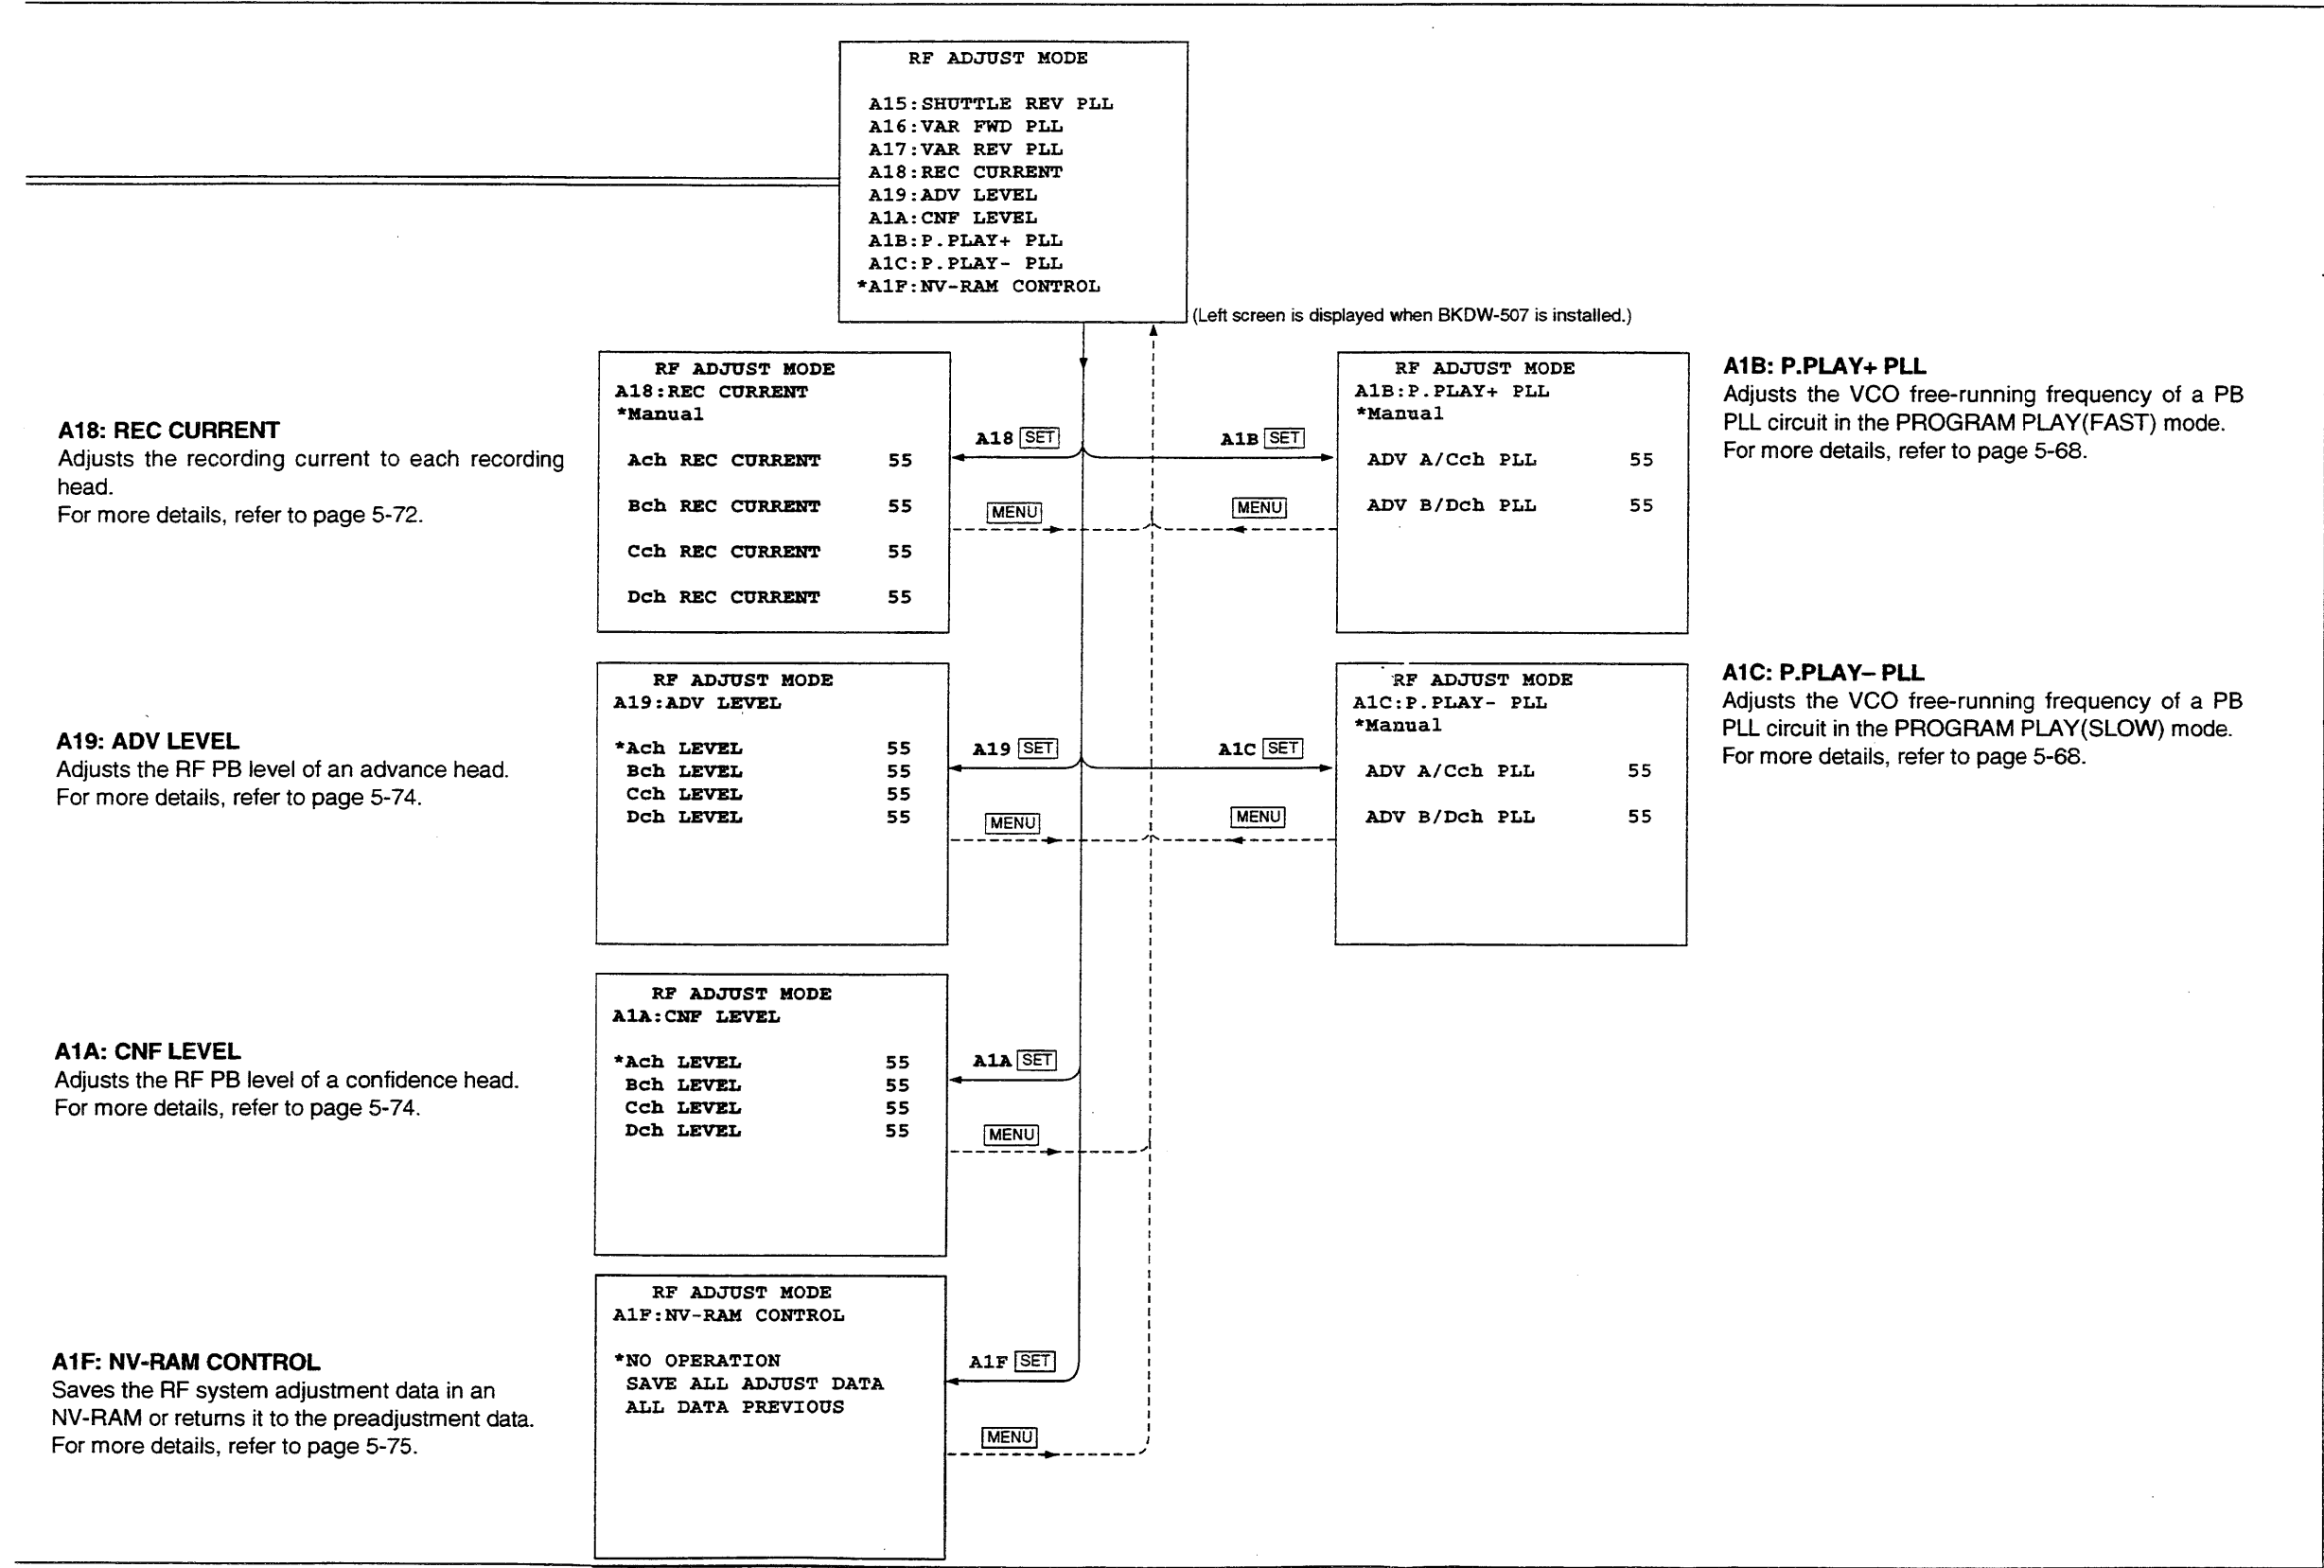 RF ADJUST MODE
A15:SHUTTLE REV PLL
A16:VAR FWD PLL
A17:VAR REV PLL
A18:REC CURRENT
A19:ADV LEVEL
A1A:CNF LEVEL
A1B:P.PLAY+ PLL
A1C:P.PLAY- PLL
*A1F:NV-RAM CONTROL
(Left screen is displayed when BKDW-507 is installed.)
A18: REC CURRENT
Adjusts the recording current to each recording
head.
For more details, refer to page 5-72.
RF ADJUST MODE
A18:REC CURRENT
*Manual
Ach REC CURRENT 55
Bch REC CURRENT 55
Cch REC CURRENT 55
Dch REC CURRENT 55
A18 SET
MENU
A1B SET
MENU
RF ADJUST MODE
A1B:P.PLAY+ PLL
*Manual
ADV A/Cch PLL 55
ADV B/Dch PLL 55
A1B: P.PLAY+ PLL
Adjusts the VCO free-running frequency of a PB
PLL circuit in the PROGRAM PLAY(FAST) mode.
For more details, refer to page 5-68.
A19: ADV LEVEL
Adjusts the RF PB level of an advance head.
For more details, refer to page 5-74.
RF ADJUST MODE
A19:ADV LEVEL
*Ach LEVEL 55
Bch LEVEL 55
Cch LEVEL 55
Dch LEVEL 55
A19 SET
MENU
A1C SET
MENU
RF ADJUST MODE
A1C:P.PLAY- PLL
*Manual
ADV A/Cch PLL 55
ADV B/Dch PLL 55
A1C: P.PLAY– PLL
Adjusts the VCO free-running frequency of a PB
PLL circuit in the PROGRAM PLAY(SLOW) mode.
For more details, refer to page 5-68.
A1A: CNF LEVEL
Adjusts the RF PB level of a confidence head.
For more details, refer to page 5-74.
RF ADJUST MODE
A1A:CNF LEVEL
*Ach LEVEL 55
Bch LEVEL 55
Cch LEVEL 55
Dch LEVEL 55
A1A SET
MENU
A1F: NV-RAM CONTROL
Saves the RF system adjustment data in an
NV-RAM or returns it to the preadjustment data.
For more details, refer to page 5-75.
RF ADJUST MODE
A1F:NV-RAM CONTROL
*NO OPERATION
SAVE ALL ADJUST DATA
ALL DATA PREVIOUS
A1F SET
MENU